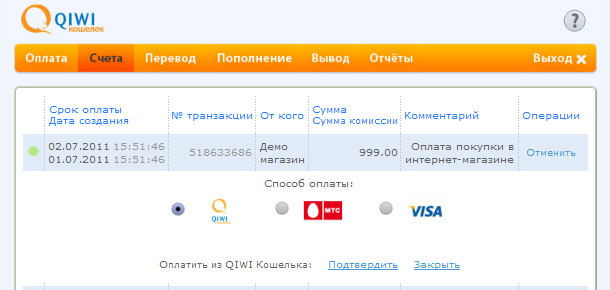 QIWI
кошелек
?
Оплата Счета Перевод Пополнение Вывод Отчёты Выход ×
Срок оплаты
Дата создания
№ транзакции
От кого
Сумма
Сумма комиссии
Комментарий
Операции
02.07.2011 15:51:46
01.07.2011 15:51:46
518633686
Демо
магазин
999.00
Оплата покупки в
интернет-магазине
Отменить
Способ оплаты:
QIWI
МТС
VISA
Оплатить из QIWI Кошелька: Подтвердить Закрыть